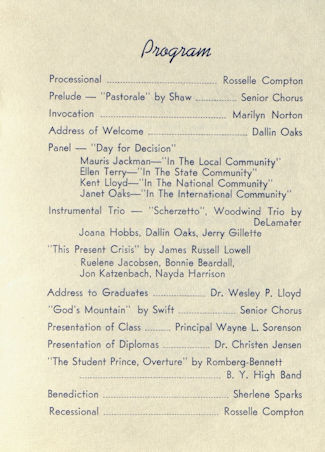 Program
Processional ........ Rosselle Compton
Prelude — "Pastorale" by Shaw ........ Senior Chorus
Invocation ........ Marilyn Norton
Address of Welcome ........ Dallin Oaks
Panel — "Day for Decision"
Mauris Jackman—"In The Local Community"
Ellen Terry—"In The State Community"
Kent Lloyd—"In The National Community"
Janet Oaks—"In The International Community"
Instrumental Trio — "Scherzetto", Woodwind Trio by
DeLamater
Joana Hobbs, Dallin Oaks, Jerry Gillette
"This Present Crisis" by James Russell Lowell
Ruelene Jacobsen, Bonnie Beardall,
Jon Katzenbach, Nayda Harrison
Address to Graduates ........ Dr. Wesley P. Lloyd
"God's Mountain" by Swift ........ Senior Chorus
Presentation of Class ........ Principal Wayne L. Sorenson
Presentation of Diplomas ........ Dr. Christen Jensen
"The Student Prince, Overture" by Romberg-Bennett
........ B. Y. High Band
Benediction ........ Sherlene Sparks
Recessional ........ Rosselle Compton